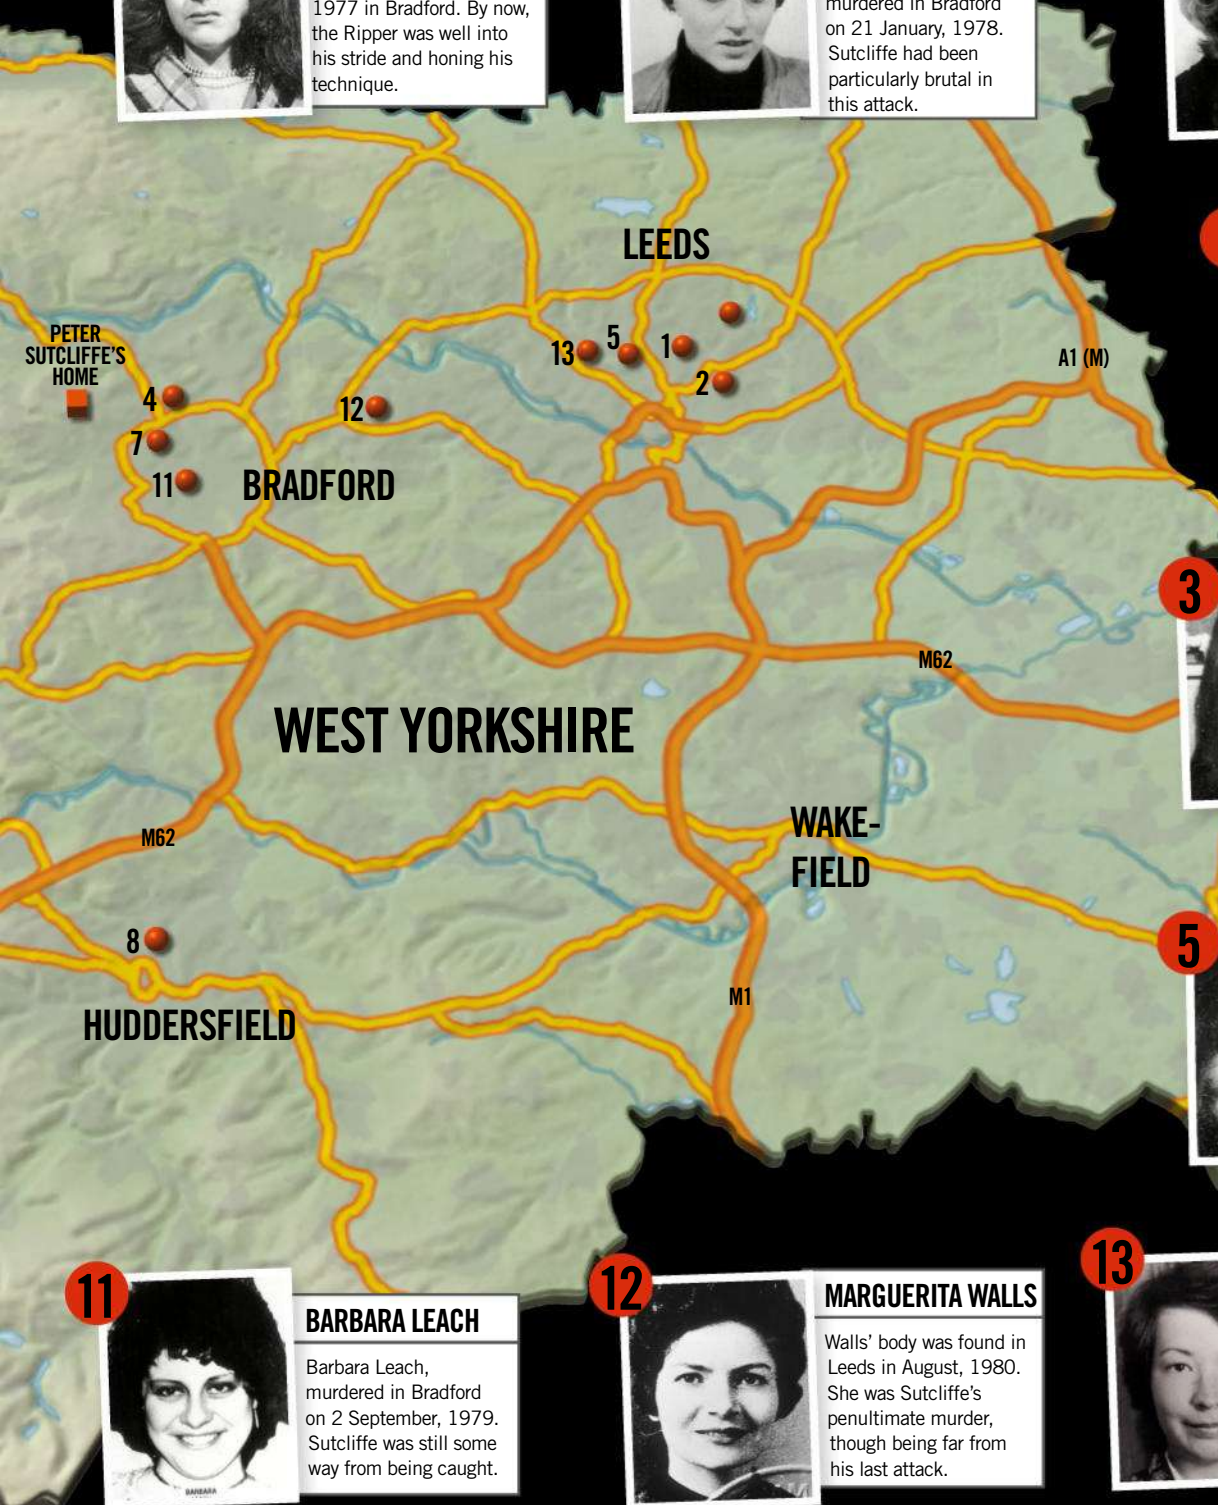 1977 in Bradford. By now,
the Ripper was well into
his stride and honing his
technique.
murdered in Bradford
on 21 January, 1978.
Sutcliffe had been
particularly brutal in
this attack.
LEEDS
PETER
SUTCLIFFE'S
HOME
13
5
1
2
A1 (M)
4
12
7
11
BRADFORD
3
M62
WEST YORKSHIRE
WAKE-
FIELD
M62
8
5
M1
HUDDERSFIELD
11
BARBARA LEACH
Barbara Leach,
murdered in Bradford
on 2 September, 1979.
Sutcliffe was still some
way from being caught.
BARBARA
12
MARGUERITA WALLS
Walls' body was found in
Leeds in August, 1980.
She was Sutcliffe's
penultimate murder,
though being far from
his last attack.
13